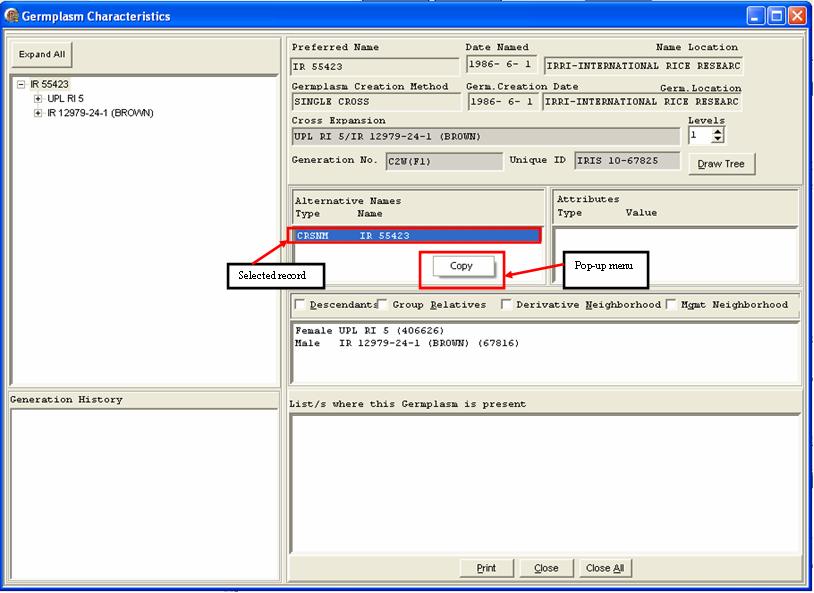 Germplasm Characteristics
Expand All
IR 55423
UPL RI 5
IR 12979-24-1 (BROWN)
Generation History
Preferred Name Date Named Name Location
IR 55423 1986- 6- 1 IRRI-INTERNATIONAL RICE RESEARC
Germplasm Creation Method Germ.Creation Date Germ.Location
SINGLE CROSS 1986- 6- 1 IRRI-INTERNATIONAL RICE RESEARC
Cross Expansion Levels
UPL RI 5/IR 12979-24-1 (BROWN) 1
Generation No. C2W(F1) Unique ID IRIS 10-67825 Draw Tree
Alternative Names Attributes
Type Name Type Value
CRSNM IR 55423
Copy
Selected record
Pop-up menu
Descendants Group Relatives Derivative Neighborhood Mgmt Neighborhood
Female UPL RI 5 (406626)
Male IR 12979-24-1 (BROWN) (67816)
List/s where this Germplasm is present
Print Close Close All